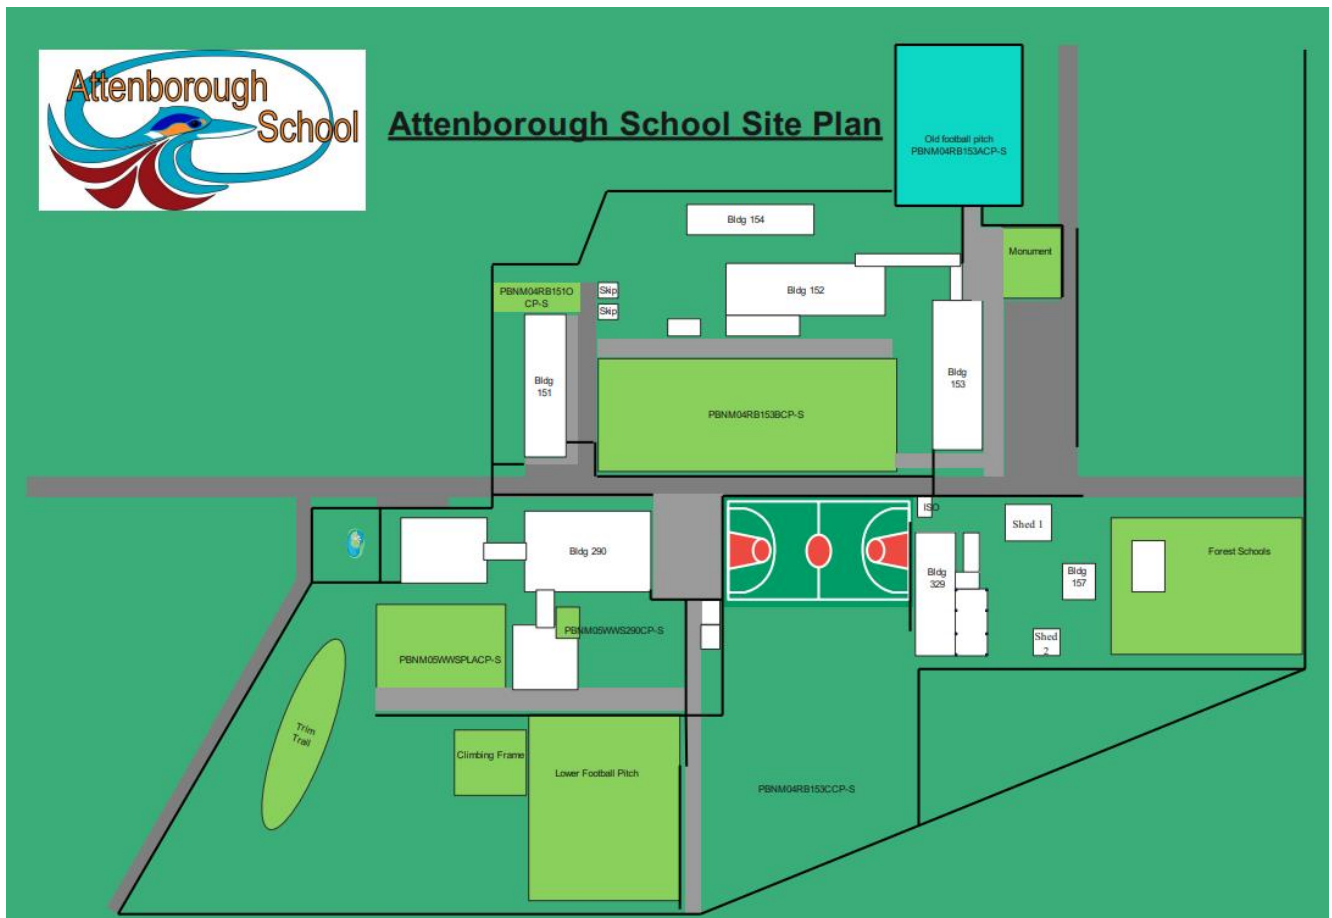 Attenborough
School
Attenborough School Site Plan
Old football pitch
PBNM04RB153ACP-S
Bldg 154
Monument
Bldg 152
PBNM04RB151O
CP-S
Skip
Skip
Bldg
151
Bldg
153
PBNM04RB153BCP-S
ISO
Shed 1
Bldg 290
Forest Schools
Bldg
329
Bldg
157
PBNM05WWS290CP-S
Shed
2
PBNM05WWSPLACP-S
Trim
Trail
Climbing Frame
Lower Football Pitch
PBNM04RB153CCP-S